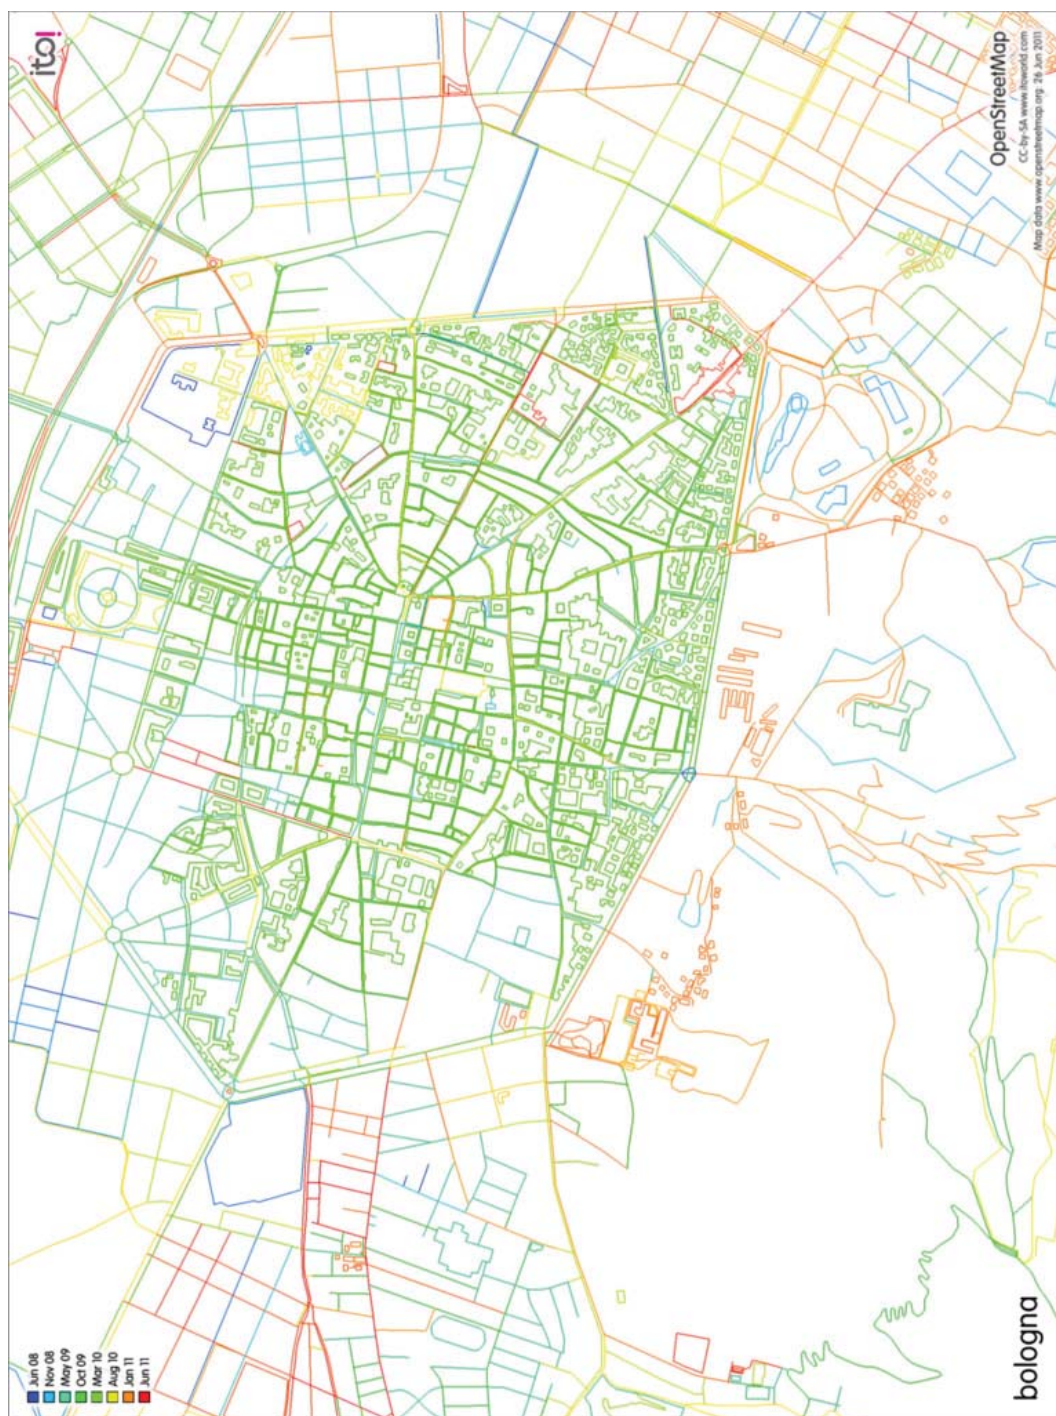 ito!
OpenStreetMap
CC-by-SA www.itoworld.com
Map data www.openstreetmap.org 26 Jun 2011
Jun 08
Nov 08
May 09
Oct 09
Mar 10
Aug 10
Jan 11
Jun 11
bologna